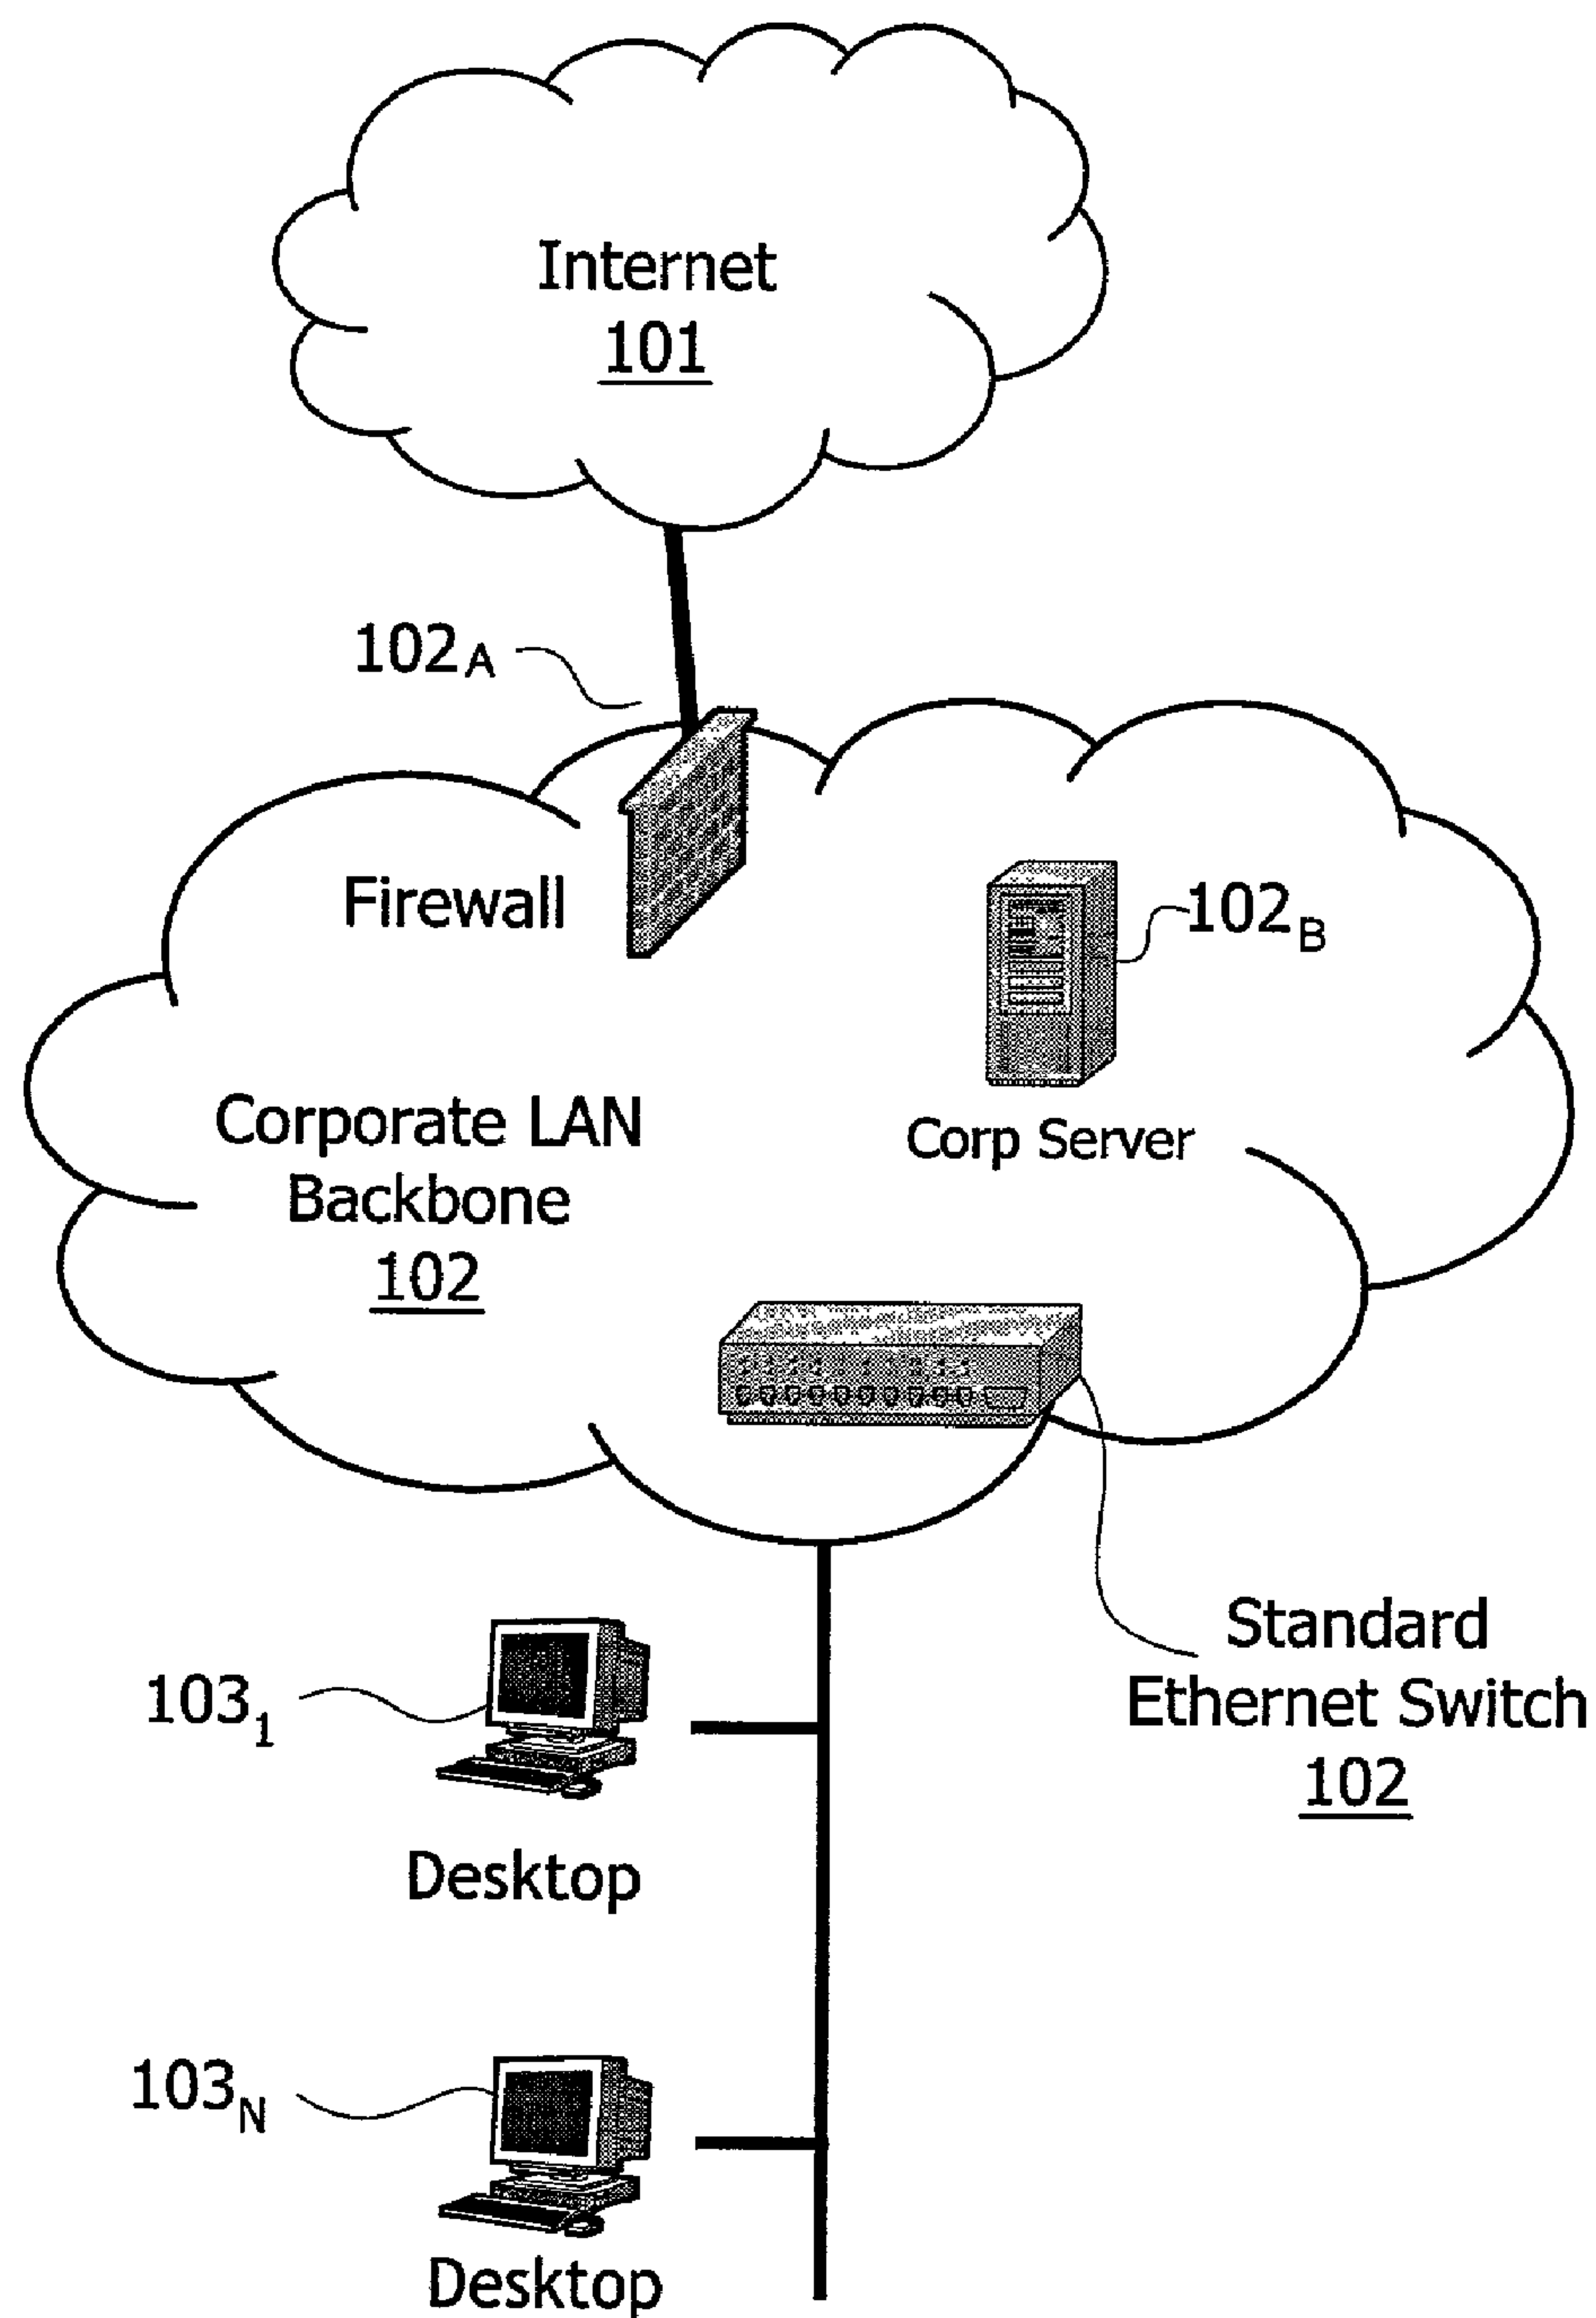 Internet
101
102A
Firewall
102B
Corporate LAN
Backbone
102
Corp Server
Standard
Ethernet Switch
102
1031
Desktop
103N
Desktop